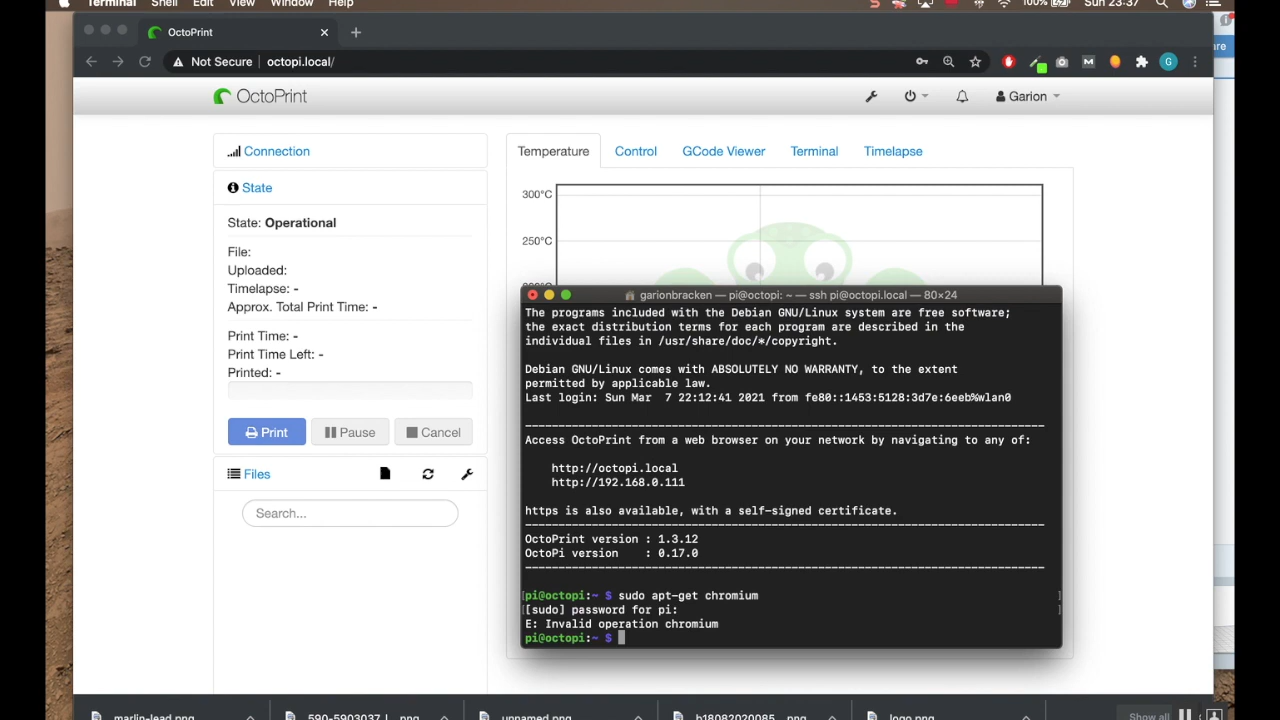 Terminal Shell Edit View Window Help 100% Sun 23:37
OctoPrint
Not Secure octopi.local/
OctoPrint
Garion
Connection
State
State: Operational
File:
Uploaded:
Timelapse: -
Approx. Total Print Time: -
Print Time: -
Print Time Left: -
Printed: -
Print Pause Cancel
Files
Search...
Temperature Control GCode Viewer Terminal Timelapse
300°C
250°C
garionbracken — pi@octopi: ~ — ssh pi@octopi.local — 80×24
The programs included with the Debian GNU/Linux system are free software;
the exact distribution terms for each program are described in the
individual files in /usr/share/doc/*/copyright.
Debian GNU/Linux comes with ABSOLUTELY NO WARRANTY, to the extent
permitted by applicable law.
Last login: Sun Mar 7 22:12:41 2021 from fe80::1453:5128:3d7e:6eeb%wlan0
Access OctoPrint from a web browser on your network by navigating to any of:
http://octopi.local
http://192.168.0.111
https is also available, with a self-signed certificate.
OctoPrint version : 1.3.12
OctoPi version : 0.17.0
pi@octopi:~ $ sudo apt-get chromium
[sudo] password for pi:
E: Invalid operation chromium
pi@octopi:~ $
marlin-lead.png unnamed.png logo.png Show all